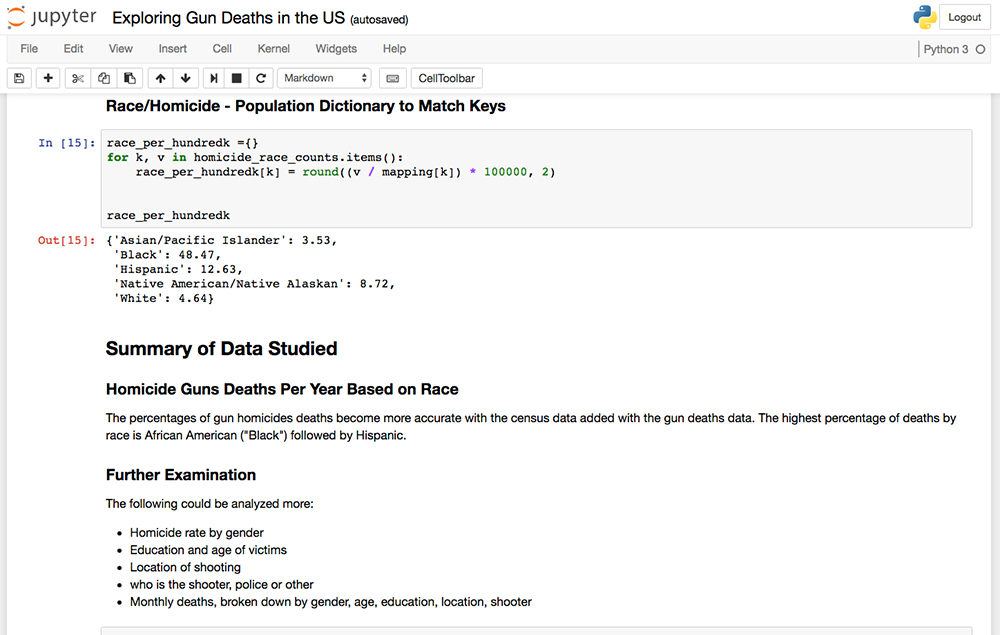 jupyter Exploring Gun Deaths in the US (autosaved) Logout
File Edit View Insert Cell Kernel Widgets Help Python 3
Markdown CellToolbar
Race/Homicide - Population Dictionary to Match Keys
In [15]: race_per_hundredk ={}
for k, v in homicide_race_counts.items():
    race_per_hundredk[k] = round((v / mapping[k]) * 100000, 2)
race_per_hundredk
Out[15]: {'Asian/Pacific Islander': 3.53,
 'Black': 48.47,
 'Hispanic': 12.63,
 'Native American/Native Alaskan': 8.72,
 'White': 4.64}
Summary of Data Studied
Homicide Guns Deaths Per Year Based on Race
The percentages of gun homicides deaths become more accurate with the census data added with the gun deaths data. The highest percentage of deaths by
race is African American ("Black") followed by Hispanic.
Further Examination
The following could be analyzed more:
• Homicide rate by gender
• Education and age of victims
• Location of shooting
• who is the shooter, police or other
• Monthly deaths, broken down by gender, age, education, location, shooter